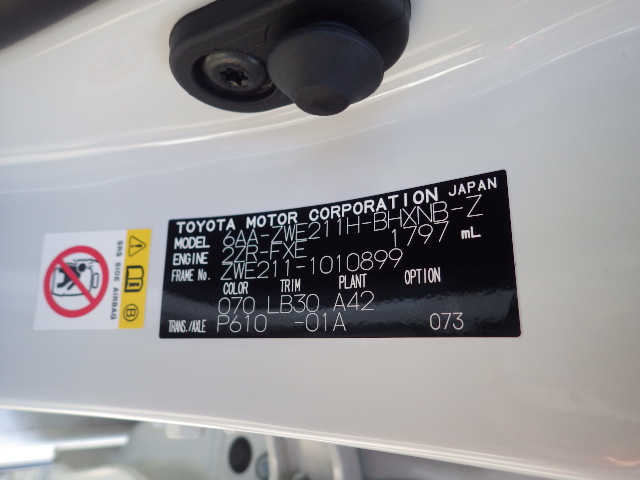 TOYOTA MOTOR CORPORATION JAPAN
MODEL 6AA-ZWE211H-BHXNB-Z
ENGINE 2ZR-FXE 1797 mL
FRAME No. ZWE211-1010899
COLOR TRIM PLANT OPTION
070 LB30 A42
TRANS./AXLE P610 -01A 073
SRS SIDE AIRBAG
B